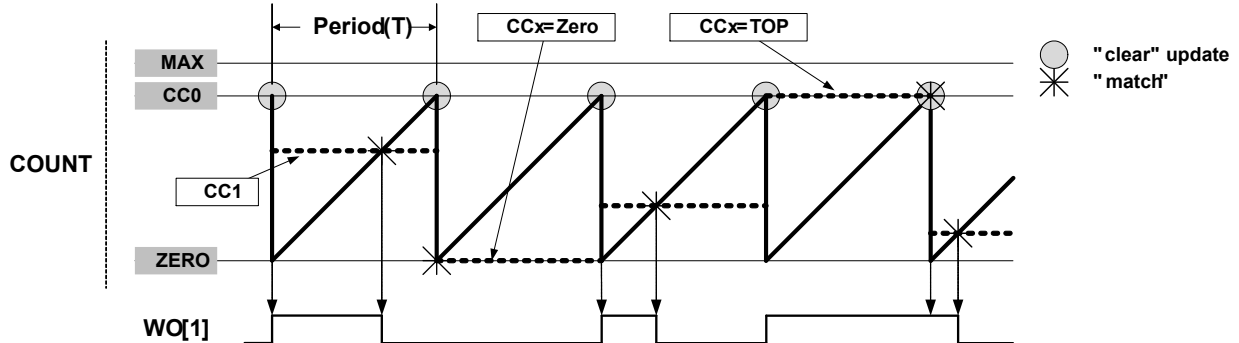 Period(T)
CCx=Zero
CCx=TOP
MAX
CC0
"clear" update
"match"
COUNT
CC1
ZERO
WO[1]